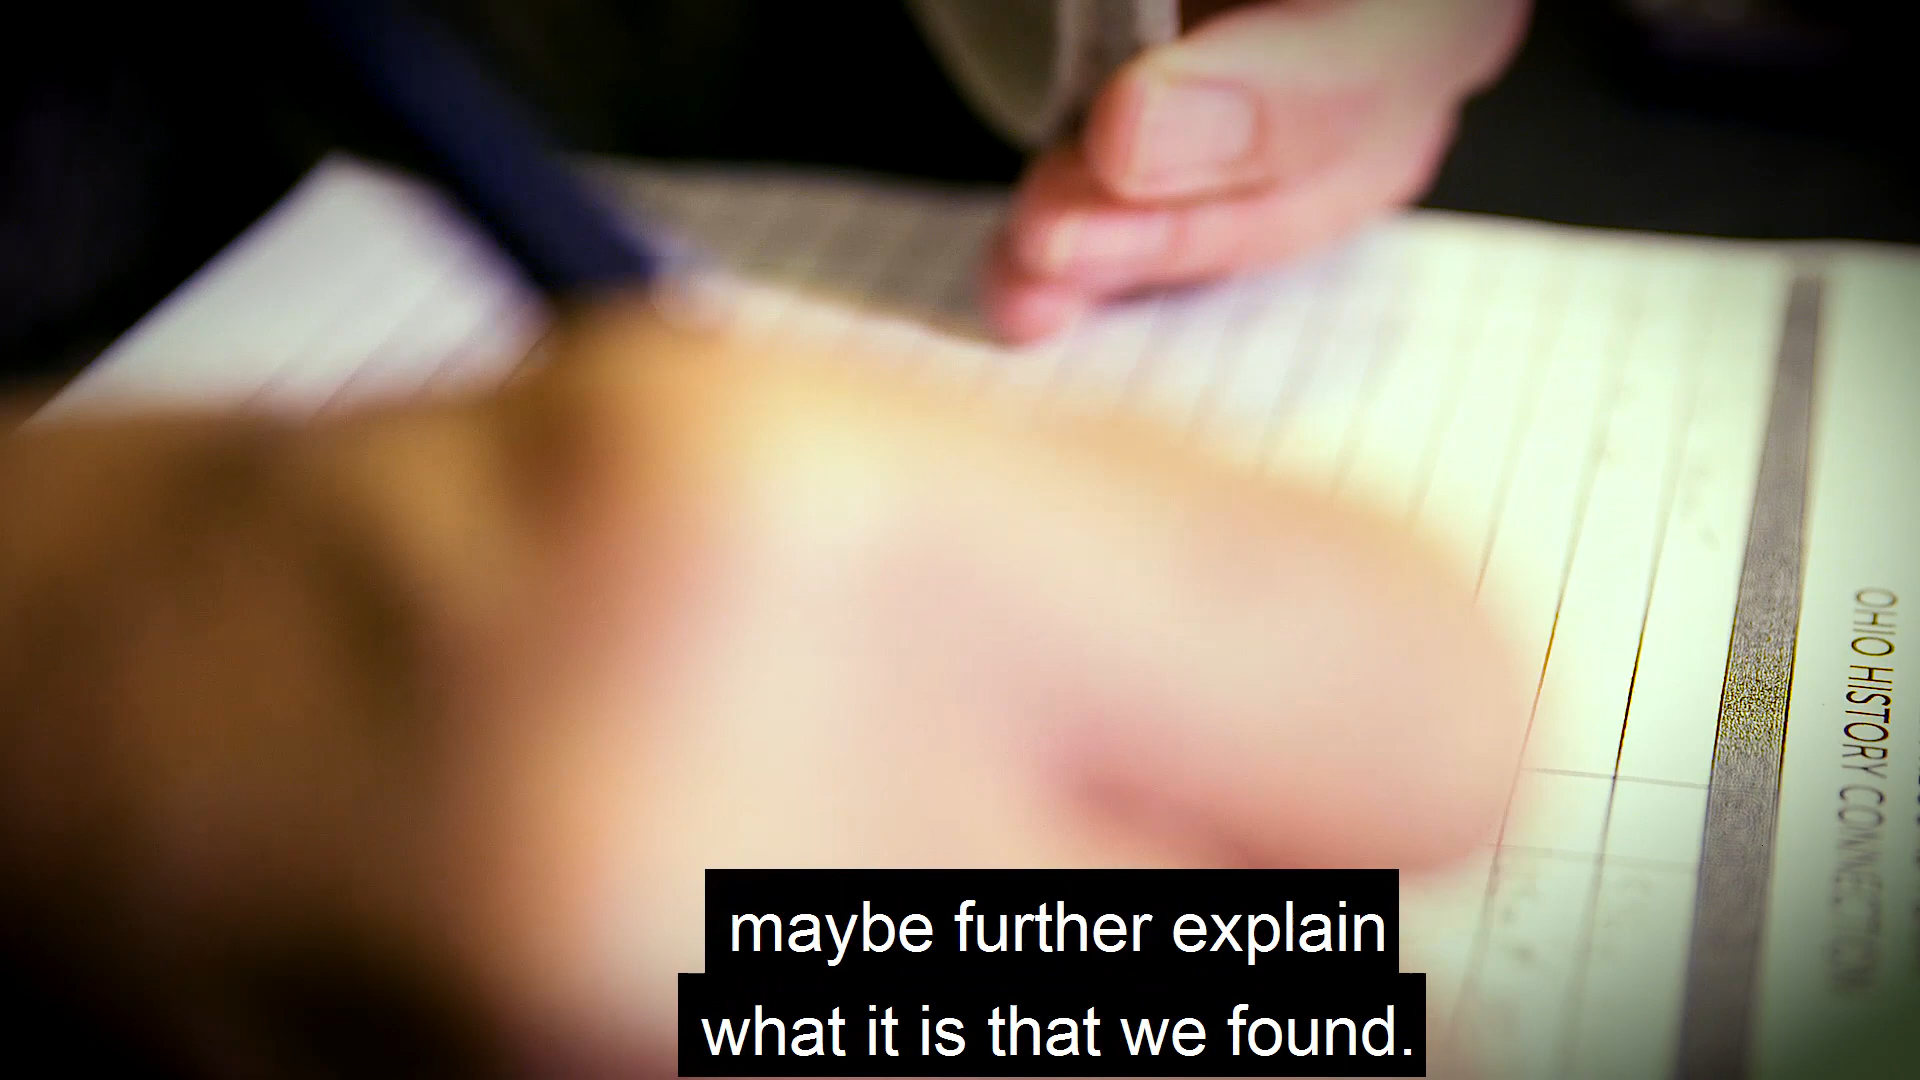 OHIO HISTORY CONNECTION
maybe further explain
what it is that we found.